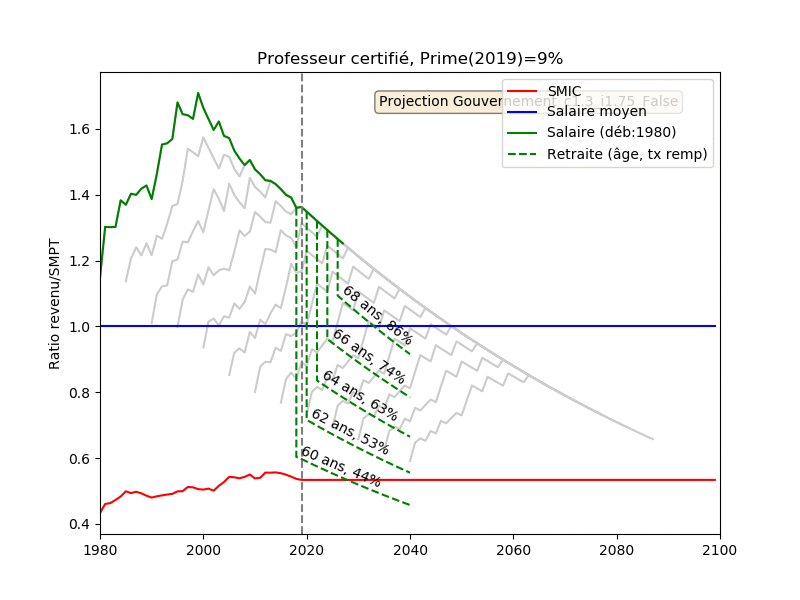 Professeur certifié, Prime(2019)=9%
Projection Gouvernement_c1.3_i1.75_False
SMIC
Salaire moyen
Salaire (déb:1980)
Retraite (âge, tx remp)
Ratio revenu/SMPT
1.6
1.4
1.2
1.0
0.8
0.6
0.4
68 ans, 86%
66 ans, 74%
64 ans, 63%
62 ans, 53%
60 ans, 44%
1980
2000
2020
2040
2060
2080
2100